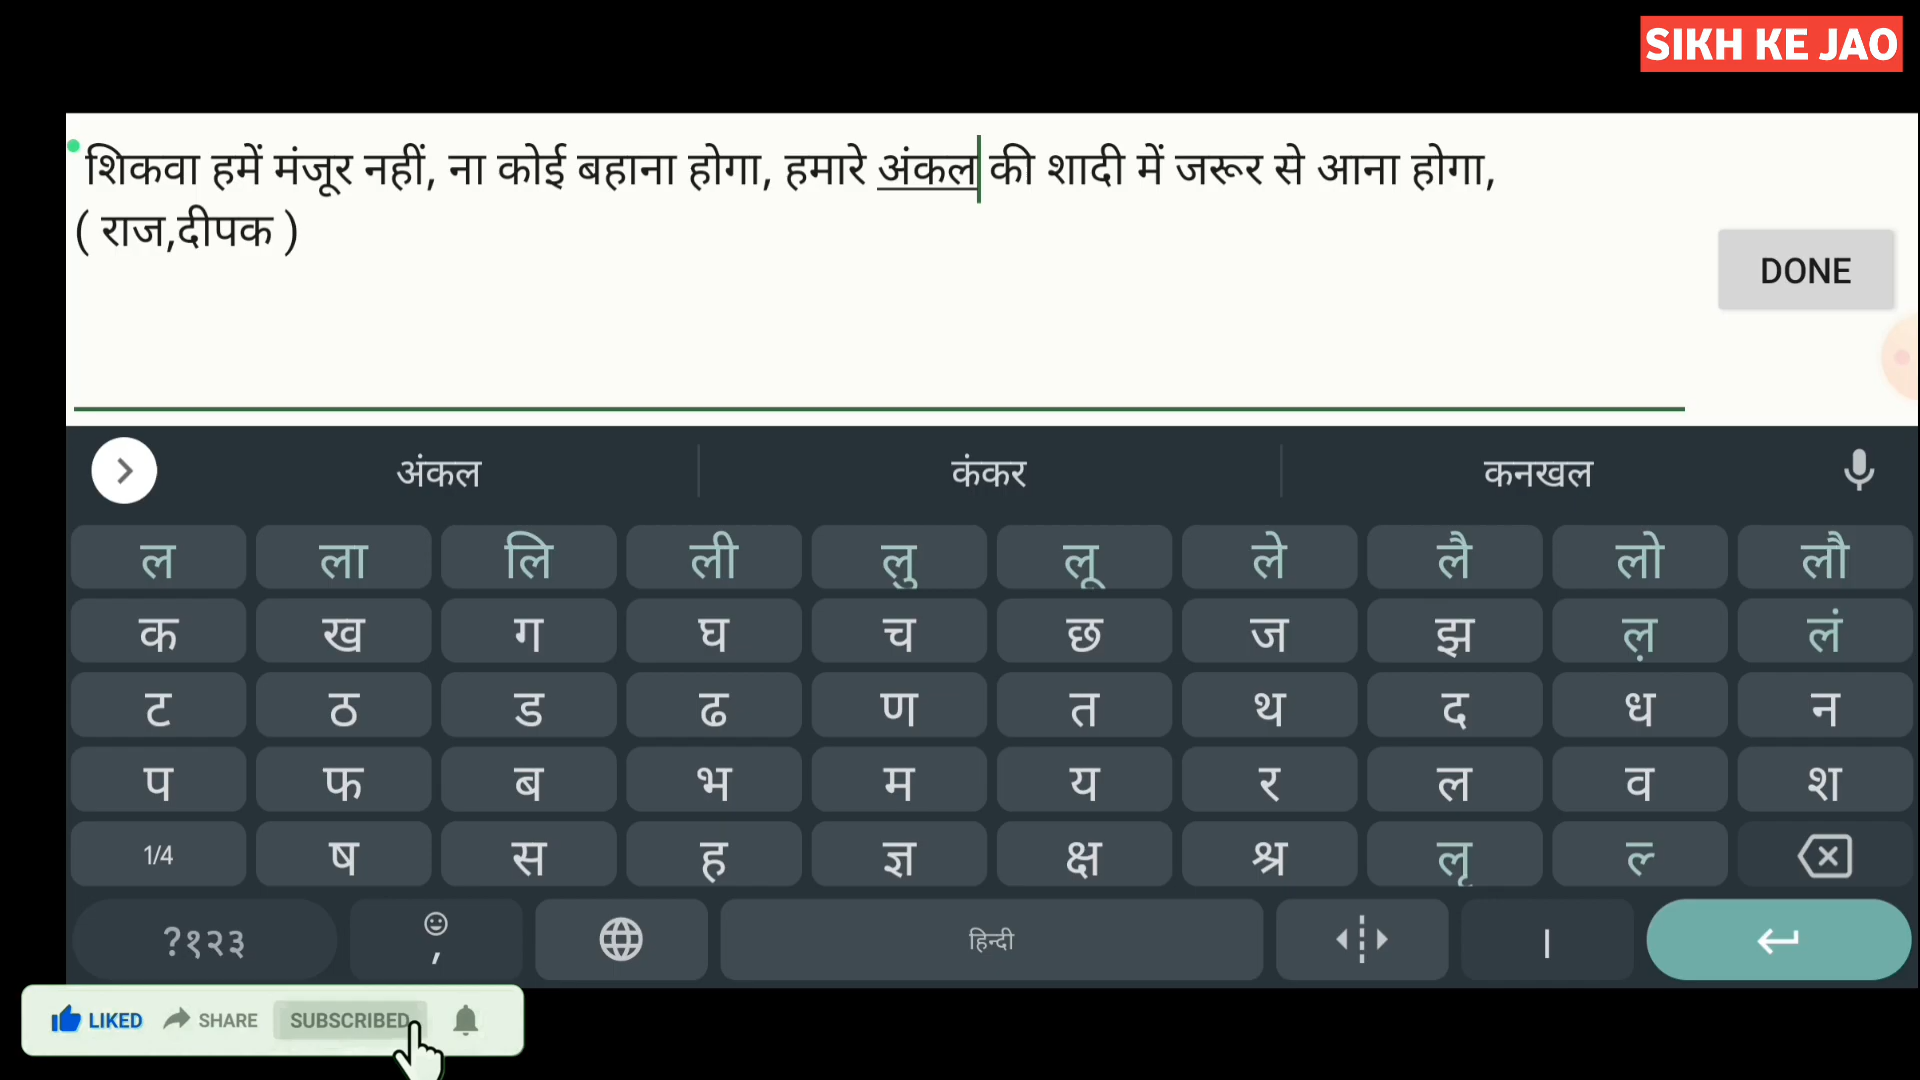 SIKH KE JAO
शिकवा हमें मंजूर नहीं, ना कोई बहाना होगा, हमारे अंकल की शादी में जरूर से आना होगा,
( राज,दीपक )
DONE
अंकल कंकर कनखल
ल ला लि ली लु लू ले लै लो लौ
क ख ग घ च छ ज झ ल़ लं
ट ठ ड ढ ण त थ द ध न
प फ ब भ म य र ल व श
1/4 ष स ह ज्ञ क्ष श्र लृ ल्
?१२३ , हिन्दी |
LIKED SHARE SUBSCRIBED